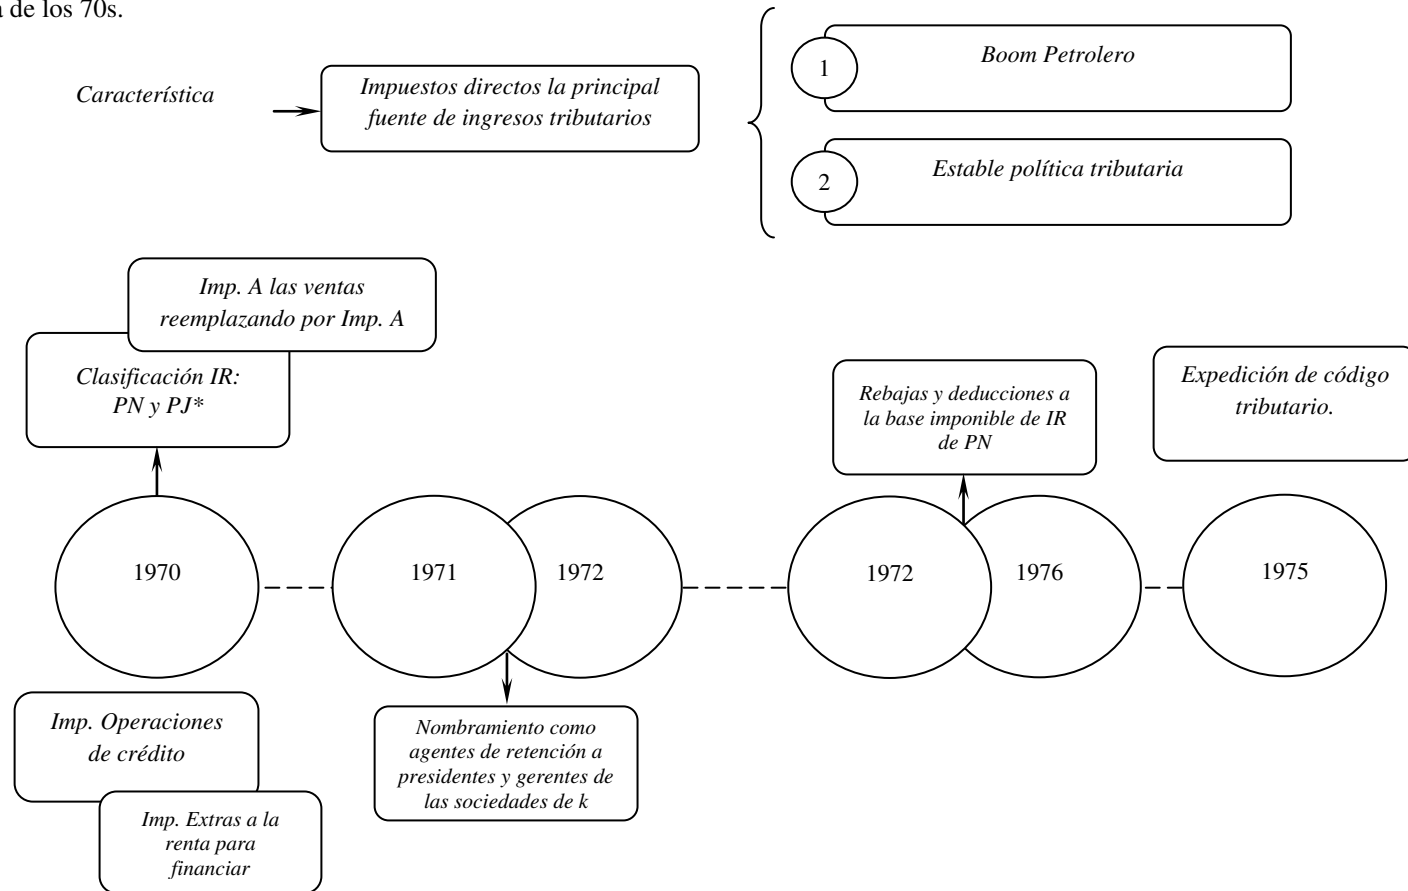 a de los 70s.
Característica
Impuestos directos la principal
fuente de ingresos tributarios
1
Boom Petrolero
2
Estable política tributaria
Imp. A las ventas
reemplazando por Imp. A
Clasificación IR:
PN y PJ*
Rebajas y deducciones a
la base imponible de IR
de PN
Expedición de código
tributario.
1970
1971
1972
1972
1976
1975
Imp. Operaciones
de crédito
Imp. Extras a la
renta para
financiar
Nombramiento como
agentes de retención a
presidentes y gerentes de
las sociedades de k